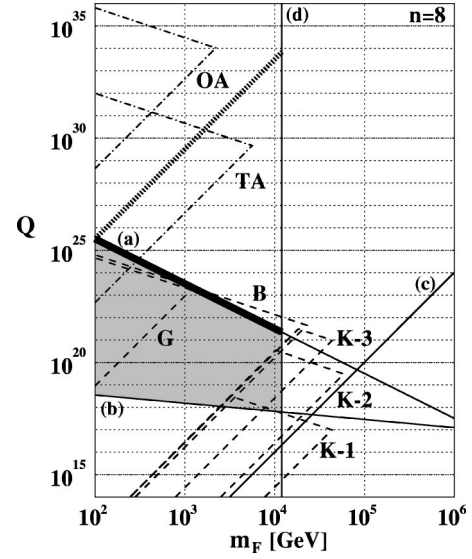 (d)
n=8
10^35
OA
10^30
TA
Q
10^25
(a)
B
(c)
G
K-3
10^20
K-2
(b)
K-1
10^15
10^2 10^3 10^4 10^5 10^6
m_F [GeV]